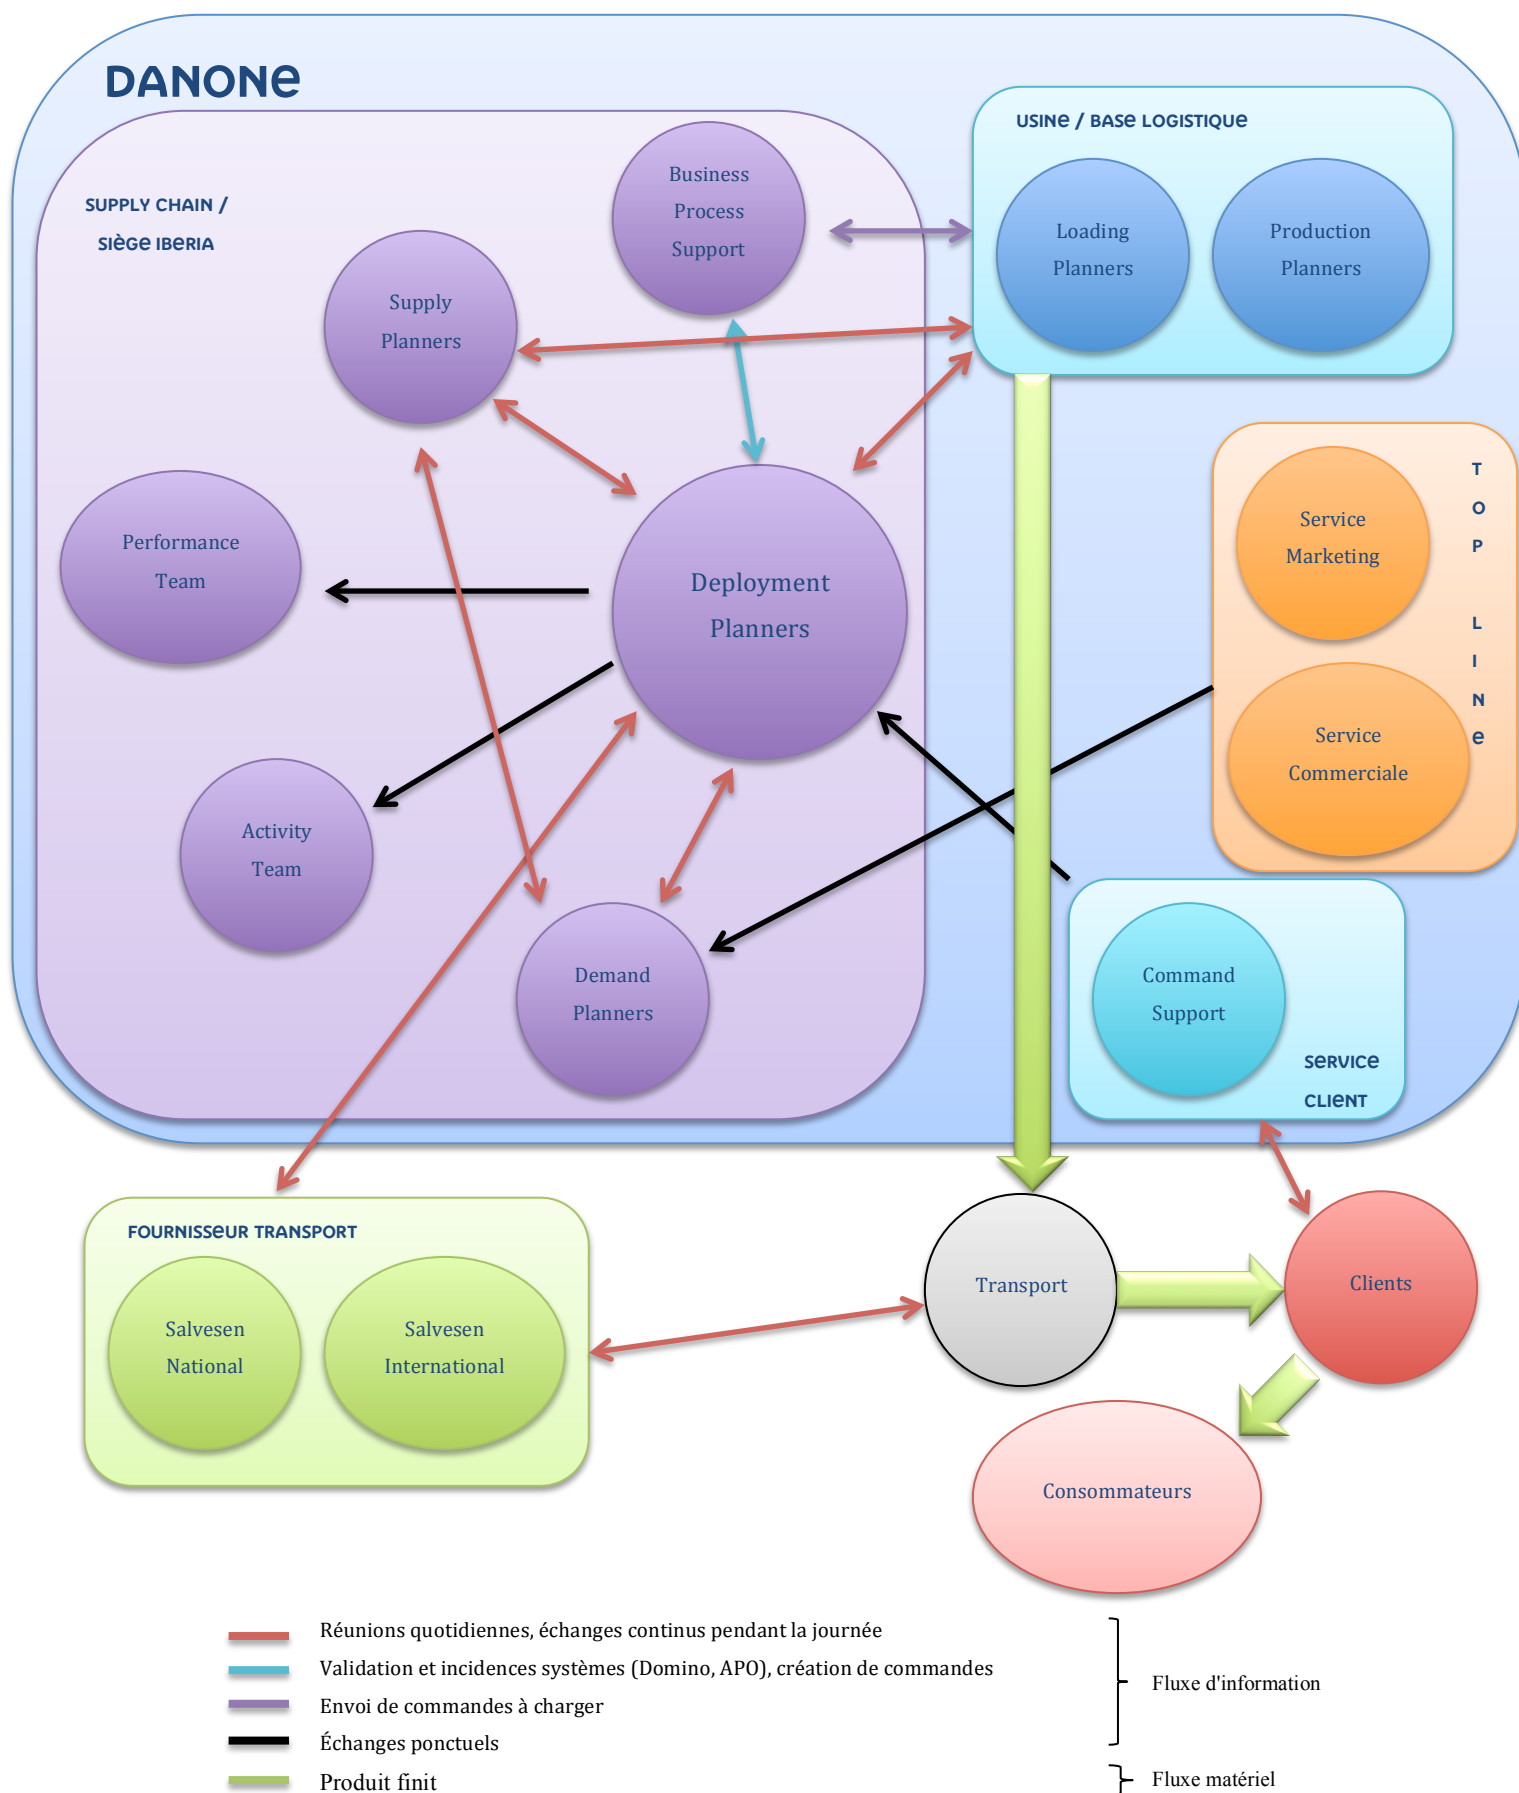 DANONe
SUPPLY CHAIN /
SIÈGE IBERIA
Business
Process
Support
USINe / BASe LOGISTIQUe
Loading
Planners
Production
Planners
Supply
Planners
Performance
Team
Deployment
Planners
Activity
Team
Demand
Planners
T
O
P
L
I
N
e
Service
Marketing
Service
Commerciale
Command
Support
SeRVICe
CLIeNT
FOURNISSeUR TRANSPORT
Salvesen
National
Salvesen
International
Transport
Clients
Consommateurs
Réunions quotidiennes, échanges continus pendant la journée
Validation et incidences systèmes (Domino, APO), création de commandes
Envoi de commandes à charger
Échanges ponctuels
Produit finit
Fluxe d'information
Fluxe matériel